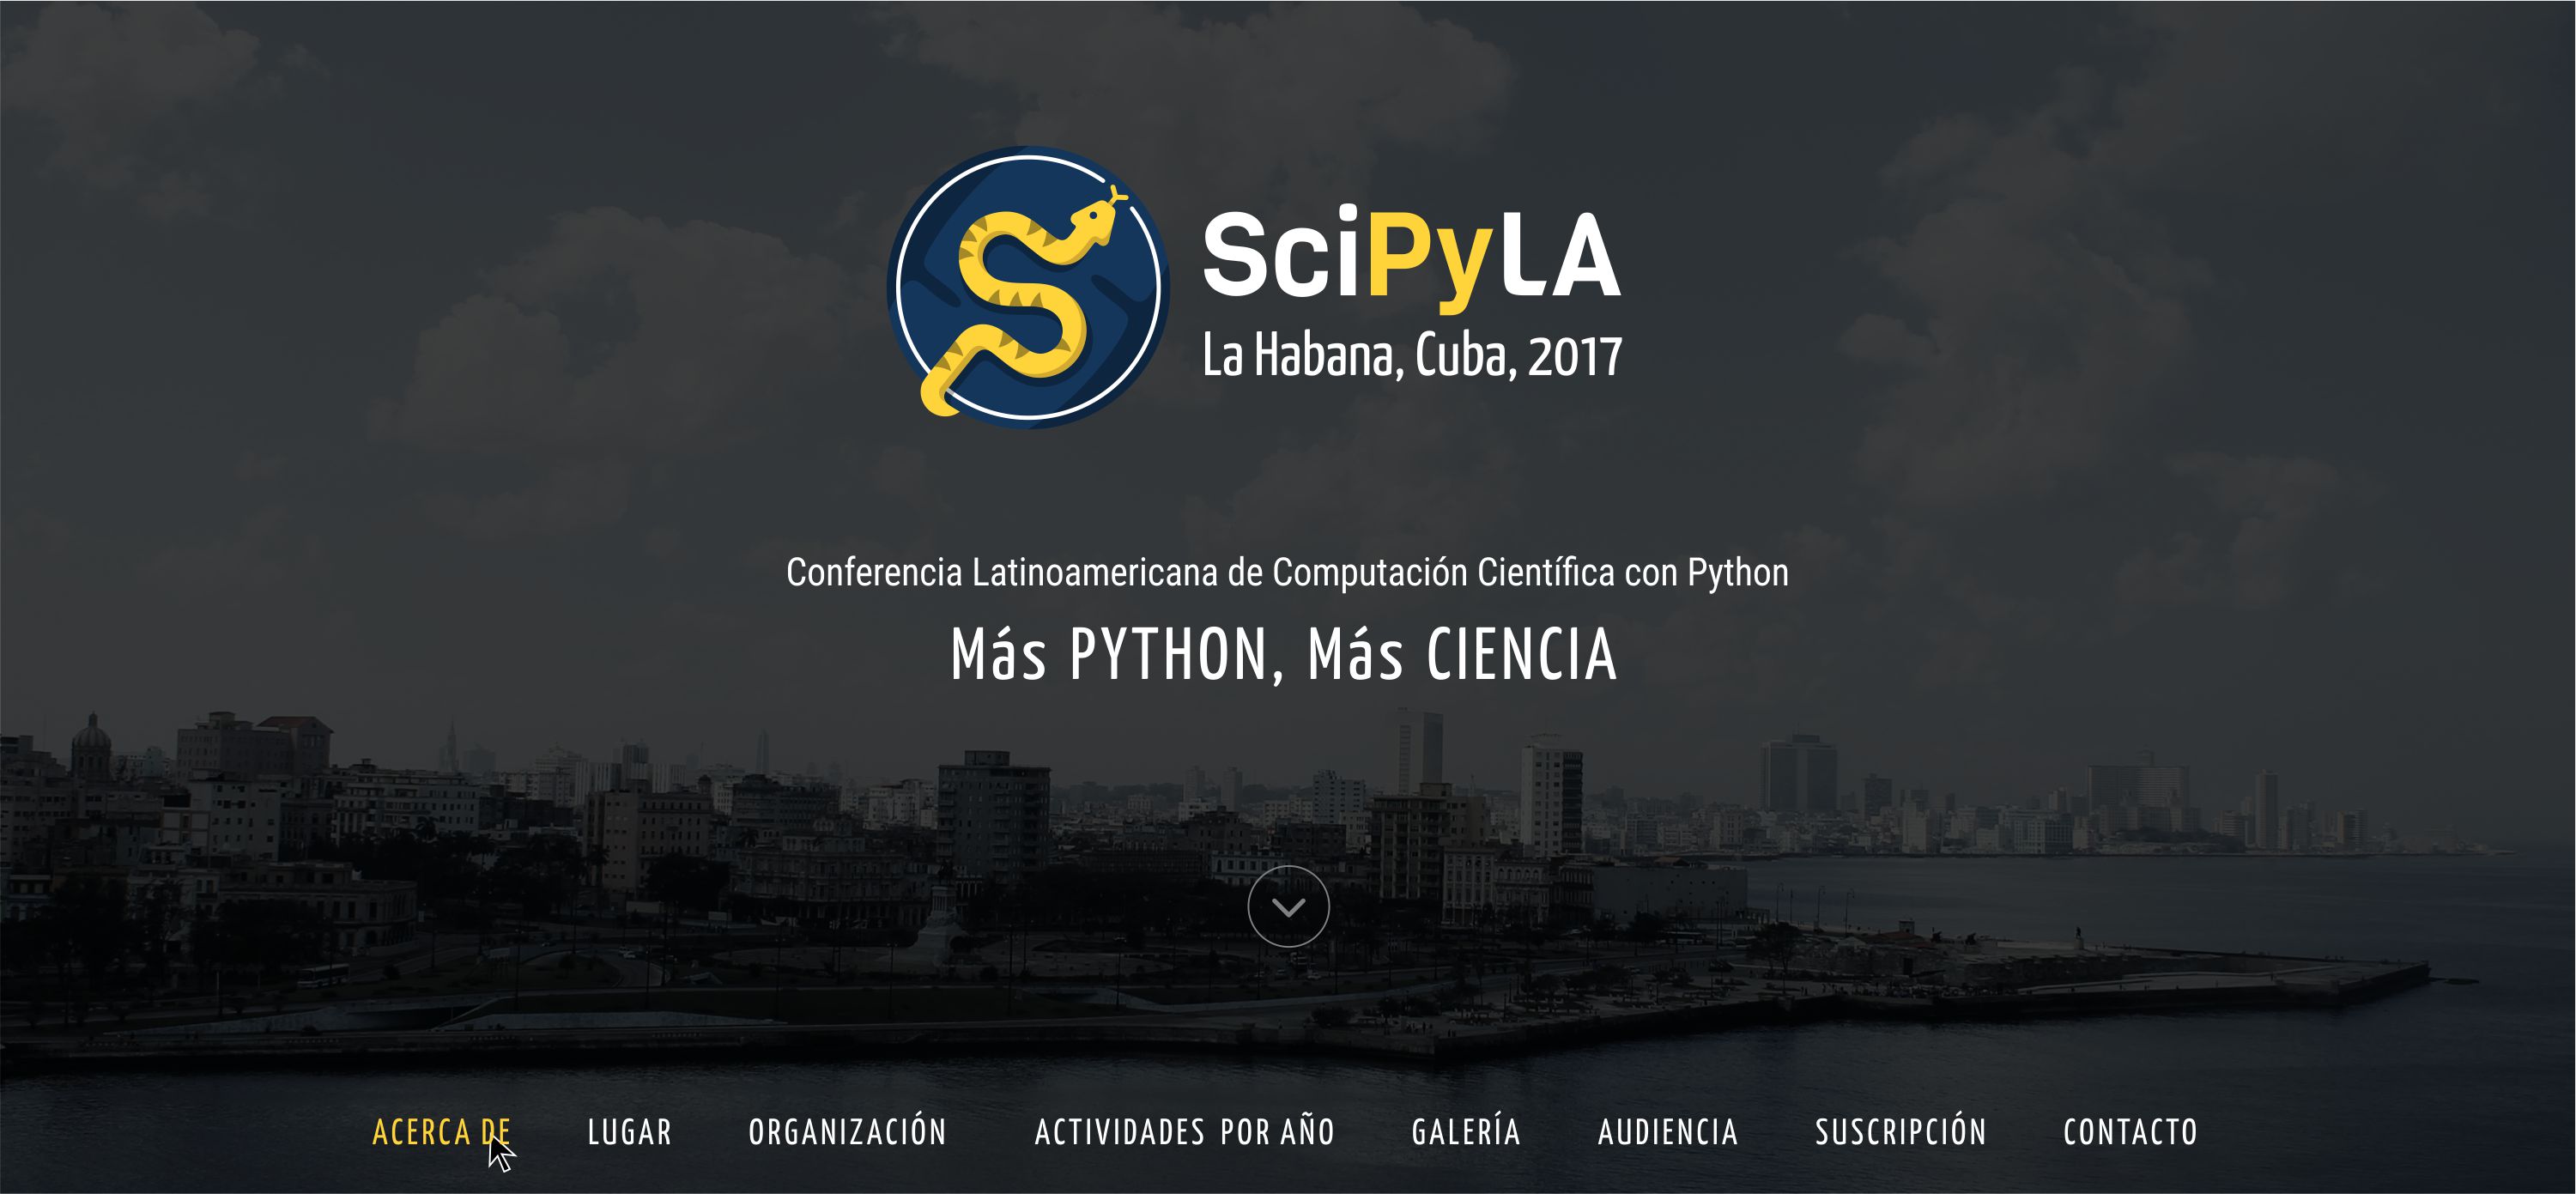 SciPyLA
La Habana, Cuba, 2017
Conferencia Latinoamericana de Computación Científica con Python
Más PYTHON, Más CIENCIA
ACERCA DE LUGAR ORGANIZACIÓN ACTIVIDADES POR AÑO GALERÍA AUDIENCIA SUSCRIPCIÓN CONTACTO